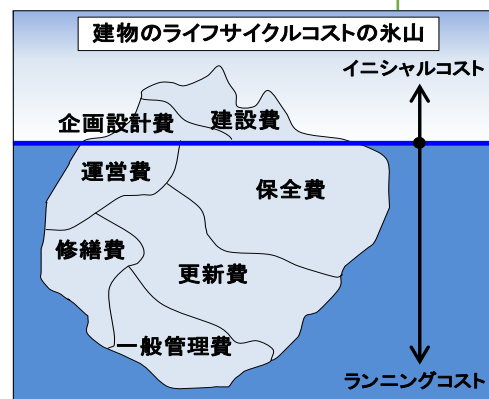 建物のライフサイクルコストの氷山
イニシャルコスト
企画設計費
建設費
運営費
保全費
修繕費
更新費
一般管理費
ランニングコスト